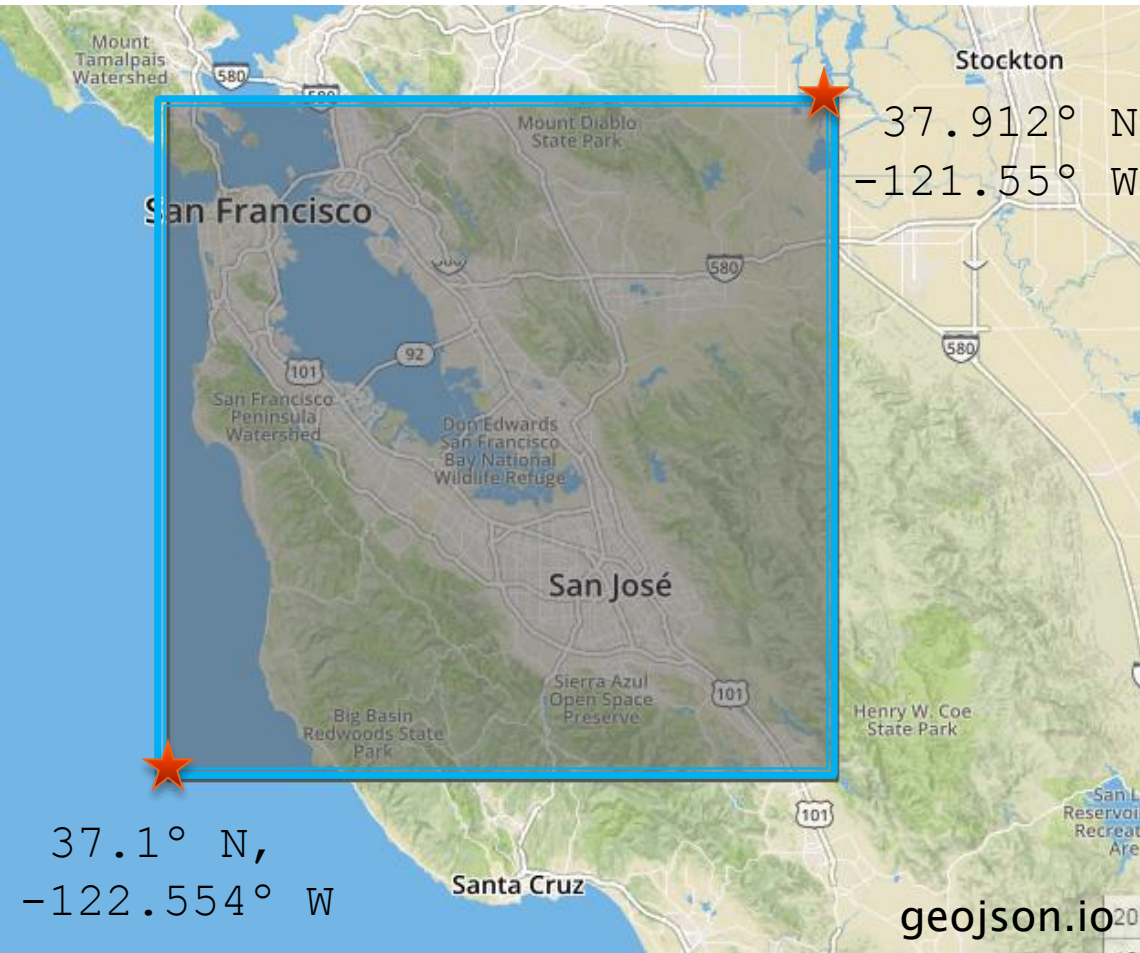 Mount
Tamalpais
Watershed
580
Stockton
Mount Diablo
State Park
37.912° N
-121.55° W
San Francisco
580
580
92
101
San Francisco
Peninsula
Watershed
Don Edwards
San Francisco
Bay National
Wildlife Refuge
San José
Sierra Azul
Open Space
Preserve
101
Big Basin
Redwoods State
Park
Henry W. Coe
State Park
101
37.1° N,
-122.554° W
Santa Cruz
geojson.io
20